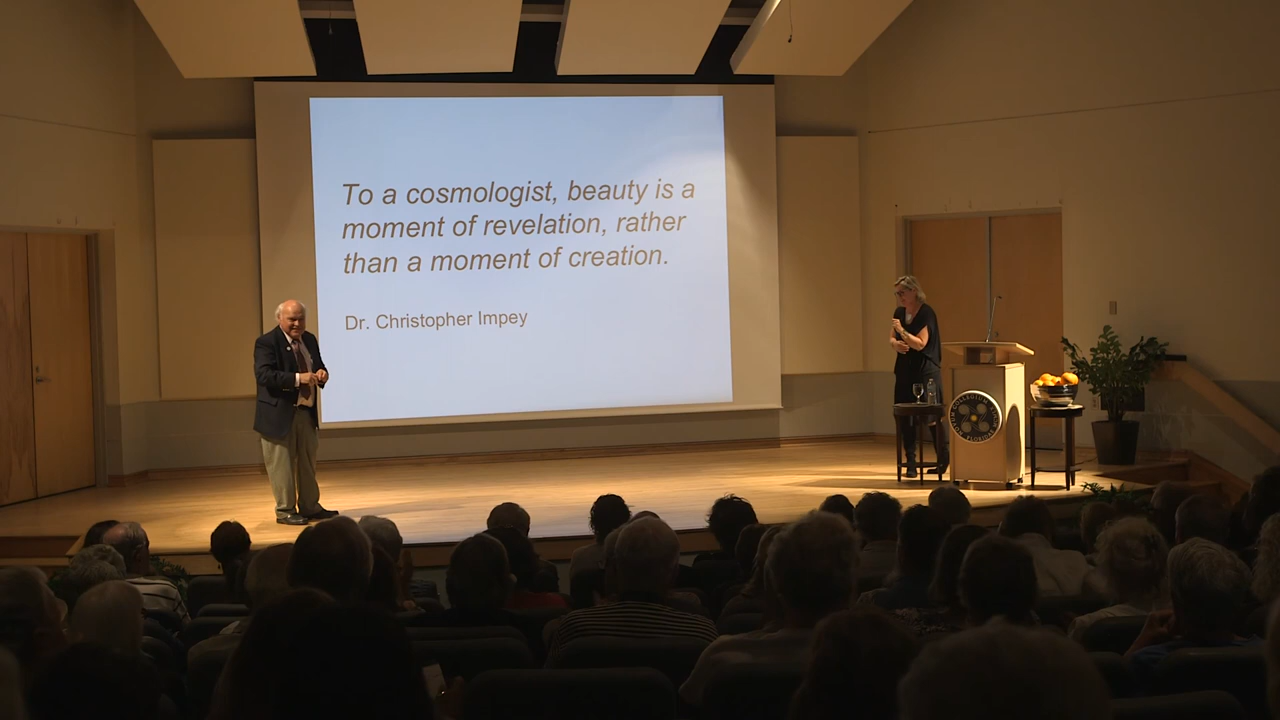 To a cosmologist, beauty is a
moment of revelation, rather
than a moment of creation.
Dr. Christopher Impey